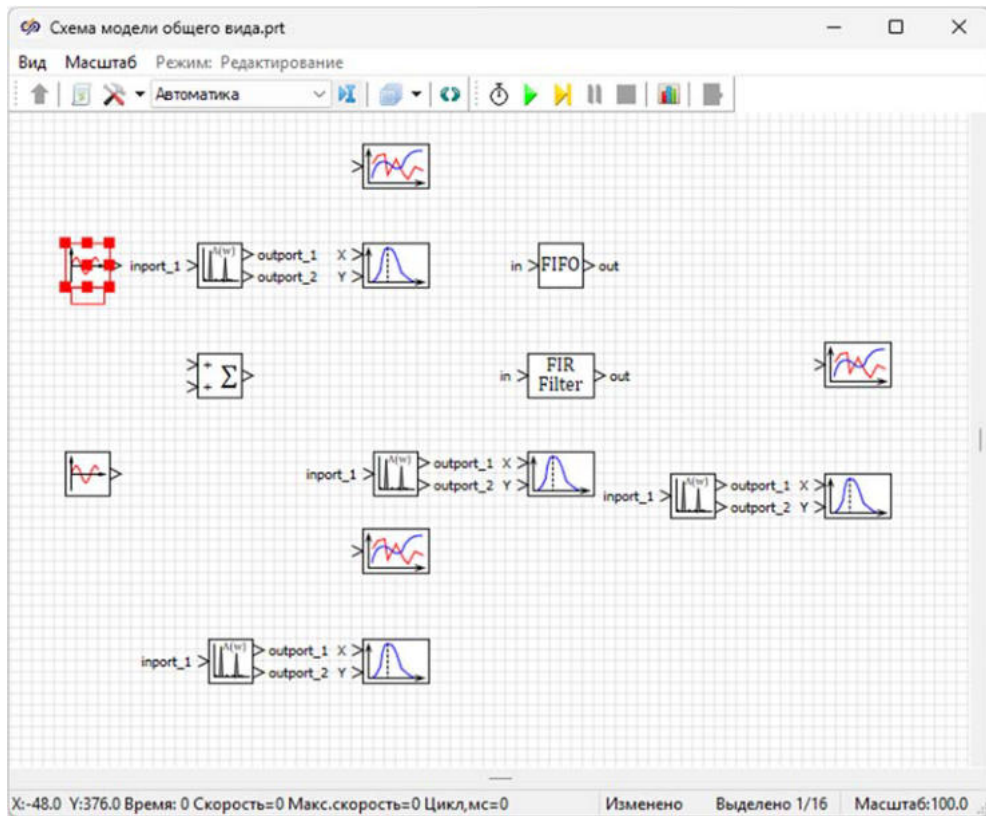 Схема модели общего вида.prt
Вид Масштаб Режим: Редактирование
Автоматика
inport_1 A(w) outport_1 X
outport_2 Y
in FIFO out
+
+ Σ
in FIR Filter out
inport_1 A(w) outport_1 X
outport_2 Y
inport_1 A(w) outport_1 X
outport_2 Y
inport_1 A(w) outport_1 X
outport_2 Y
X:-48.0 Y:376.0 Время: 0 Скорость=0 Макс.скорость=0 Цикл,мс=0 Изменено Выделено 1/16 Масштаб:100.0